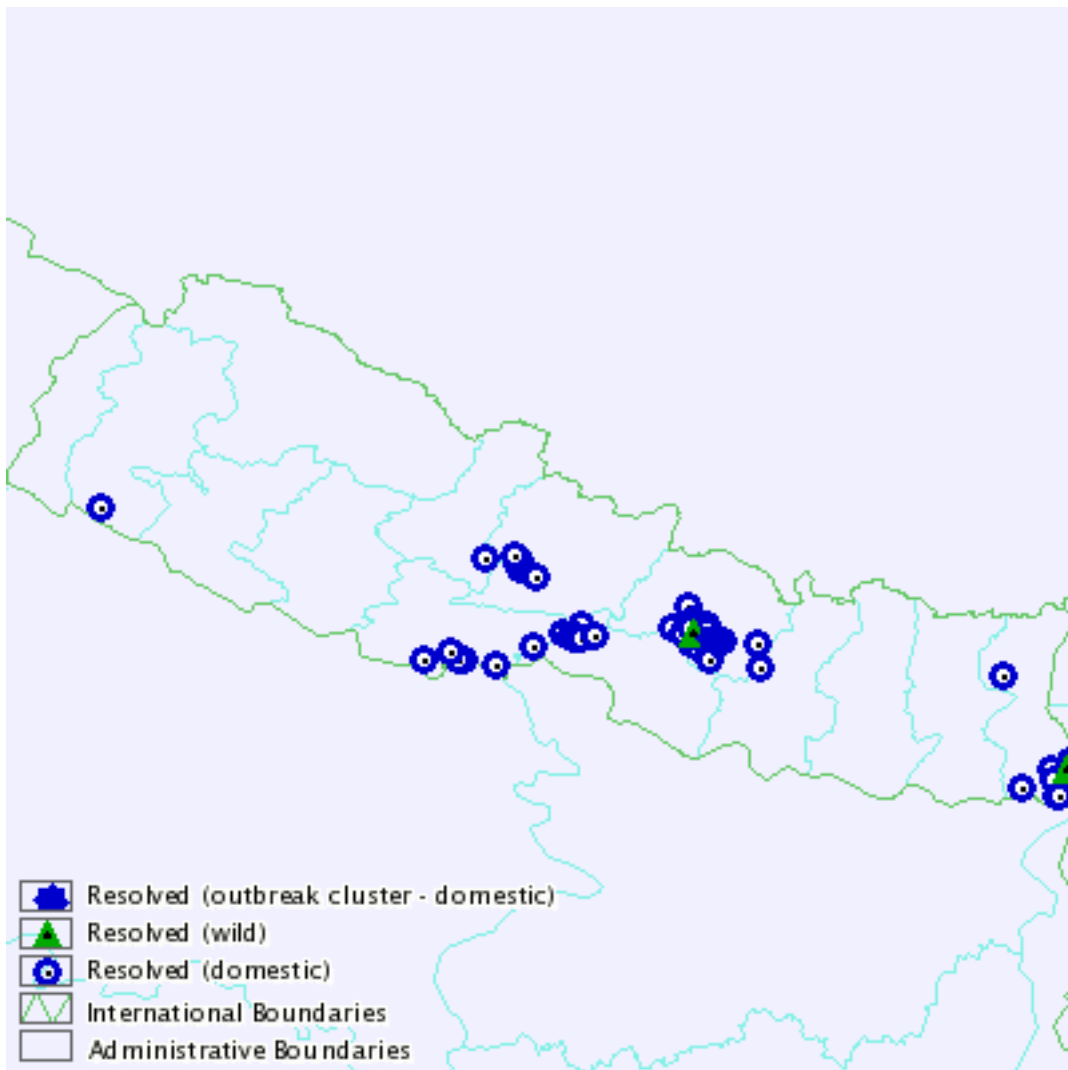 Resolved (outbreak cluster - domestic)
Resolved (wild)
Resolved (domestic)
International Boundaries
Administrative Boundaries